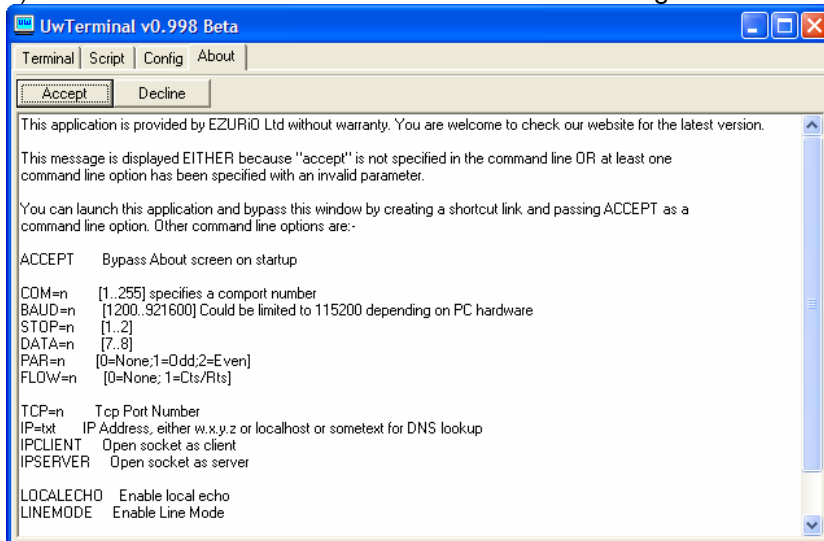 UwTerminal v0.998 Beta
Terminal Script Config About
Accept Decline
This application is provided by EZURiO Ltd without warranty. You are welcome to check our website for the latest version.
This message is displayed EITHER because "accept" is not specified in the command line OR at least one
command line option has been specified with an invalid parameter.
You can launch this application and bypass this window by creating a shortcut link and passing ACCEPT as a
command line option. Other command line options are:-
ACCEPT Bypass About screen on startup
COM=n [1..255] specifies a comport number
BAUD=n [1200..921600] Could be limited to 115200 depending on PC hardware
STOP=n [1..2]
DATA=n [7..8]
PAR=n [0=None;1=Odd;2=Even]
FLOW=n [0=None; 1=Cts/Rts]
TCP=n Tcp Port Number
IP=txt IP Address, either w.x.y.z or localhost or sometext for DNS lookup
IPCLIENT Open socket as client
IPSERVER Open socket as server
LOCALECHO Enable local echo
LINEMODE Enable Line Mode